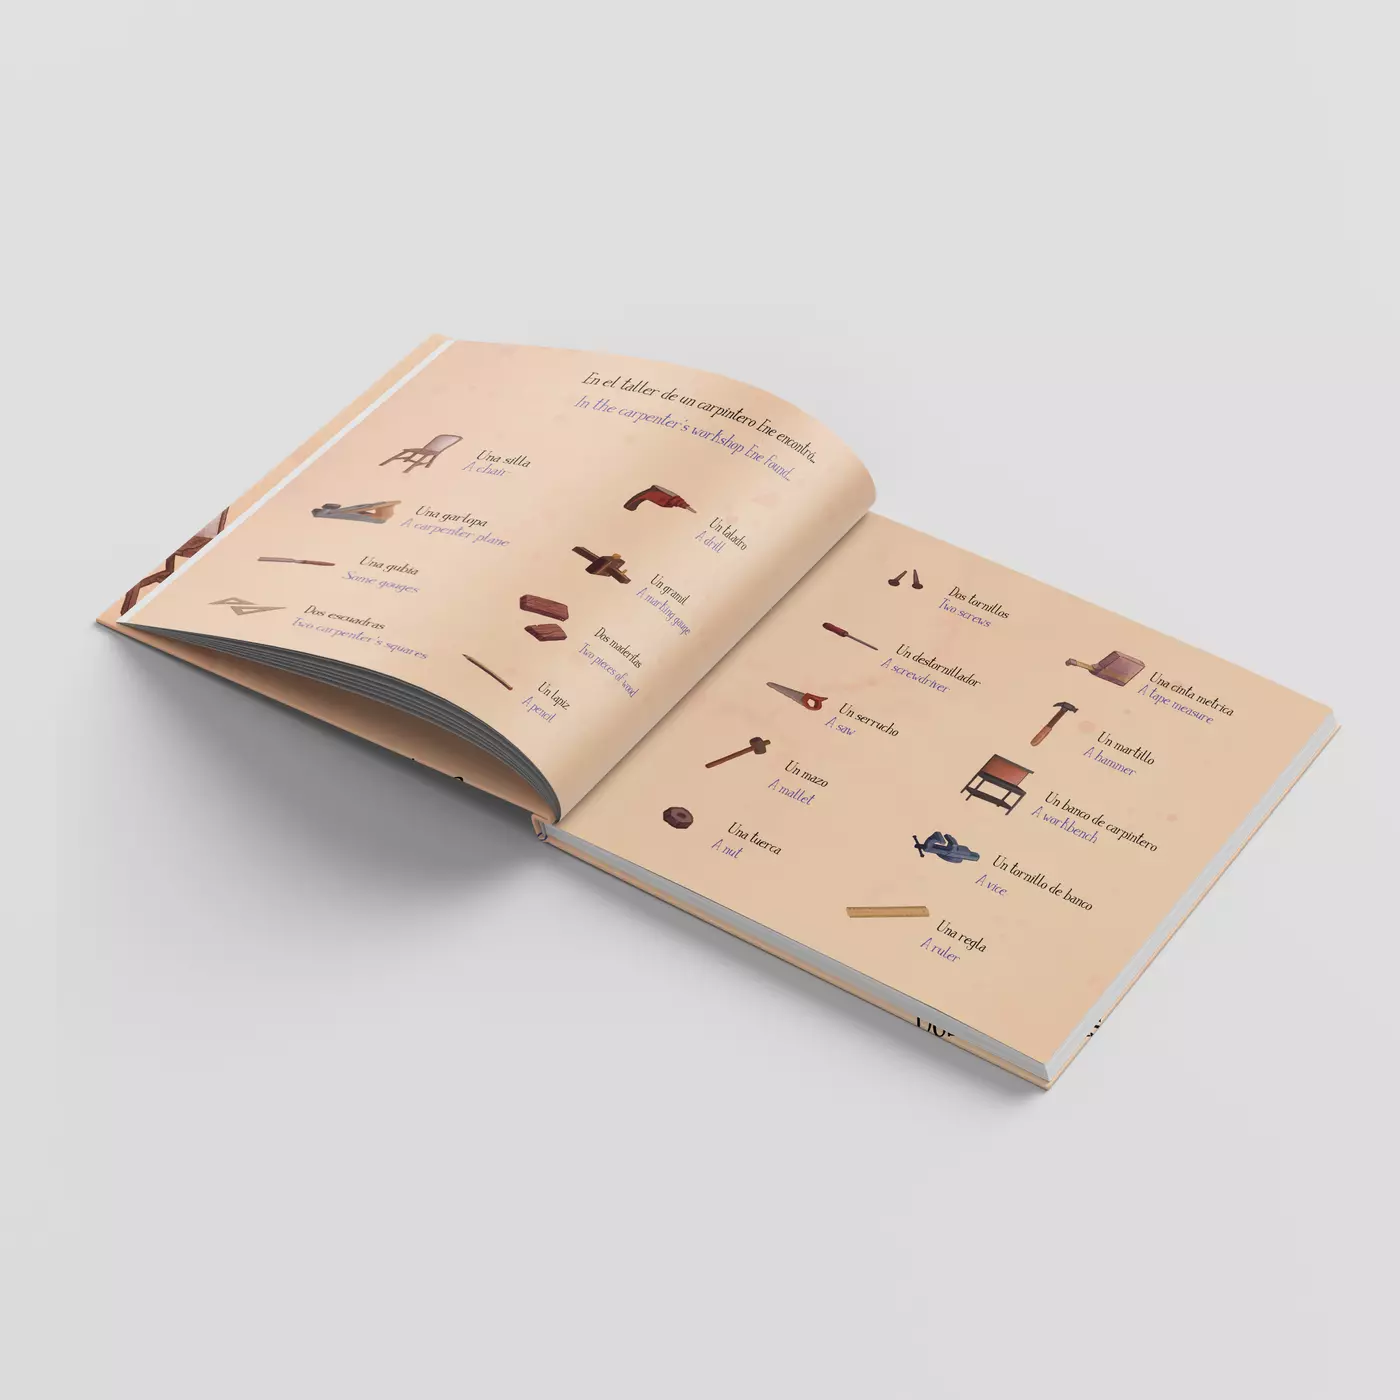 En el taller de un carpintero Ene encontró...
In the carpenter's workshop Ene Found...
Una silla
A chair
Una garlopa
A carpenter plane
Una gubia
Some gouges
Dos escuadras
Two carpenter's squares
Un taladro
A drill
Un gramil
A marking gauge
Dos maderitas
Two pieces of wood
Un lapiz
A pencil
Dos tornillos
Two screws
Un destornillador
A screwdriver
Un serrucho
A saw
Un mazo
A mallet
Una tuerca
A nut
Una cinta metrica
A tape measure
Un martillo
A hammer
Un banco de carpintero
A workbench
Un tornillo de banco
A vice
Una regla
A ruler